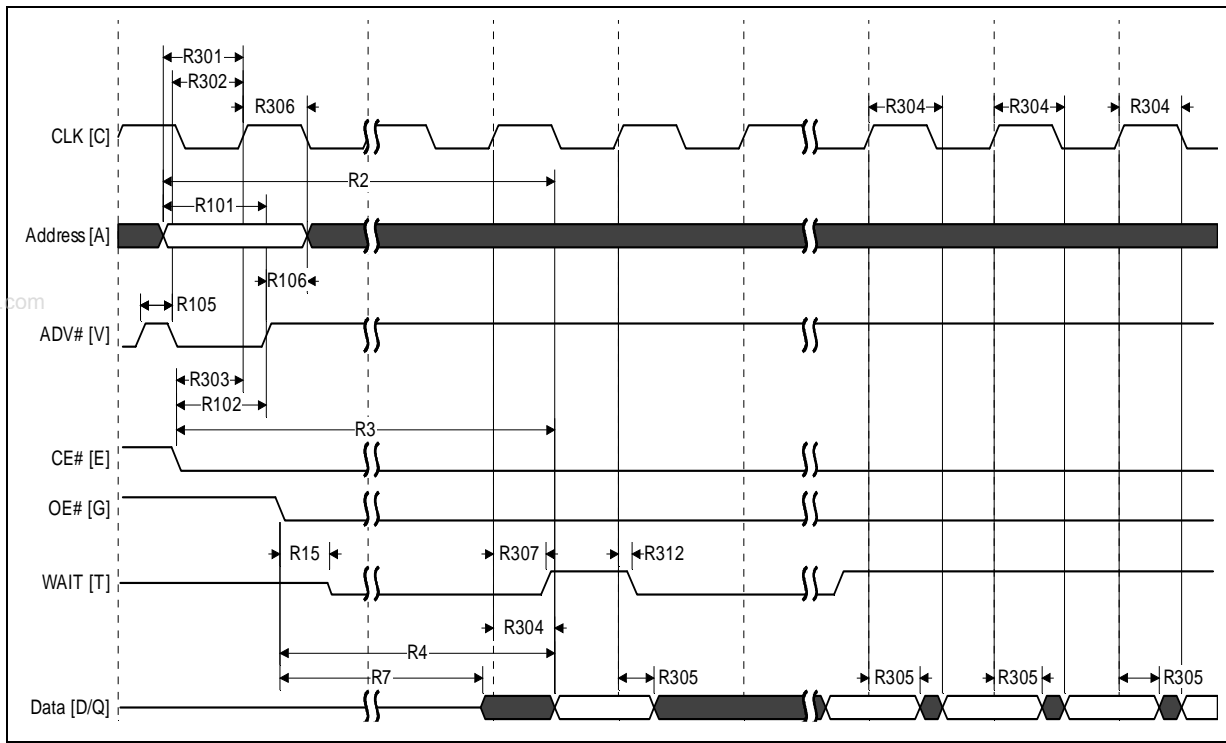 R301
R302
R306 R304 R304 R304
CLK [C]
R2
R101
Address [A]
R106
.com
R105
ADV# [V]
R303
R102
R3
CE# [E]
OE# [G]
R15 R307 R312
WAIT [T]
R304
R4
R7 R305 R305 R305 R305
Data [D/Q]